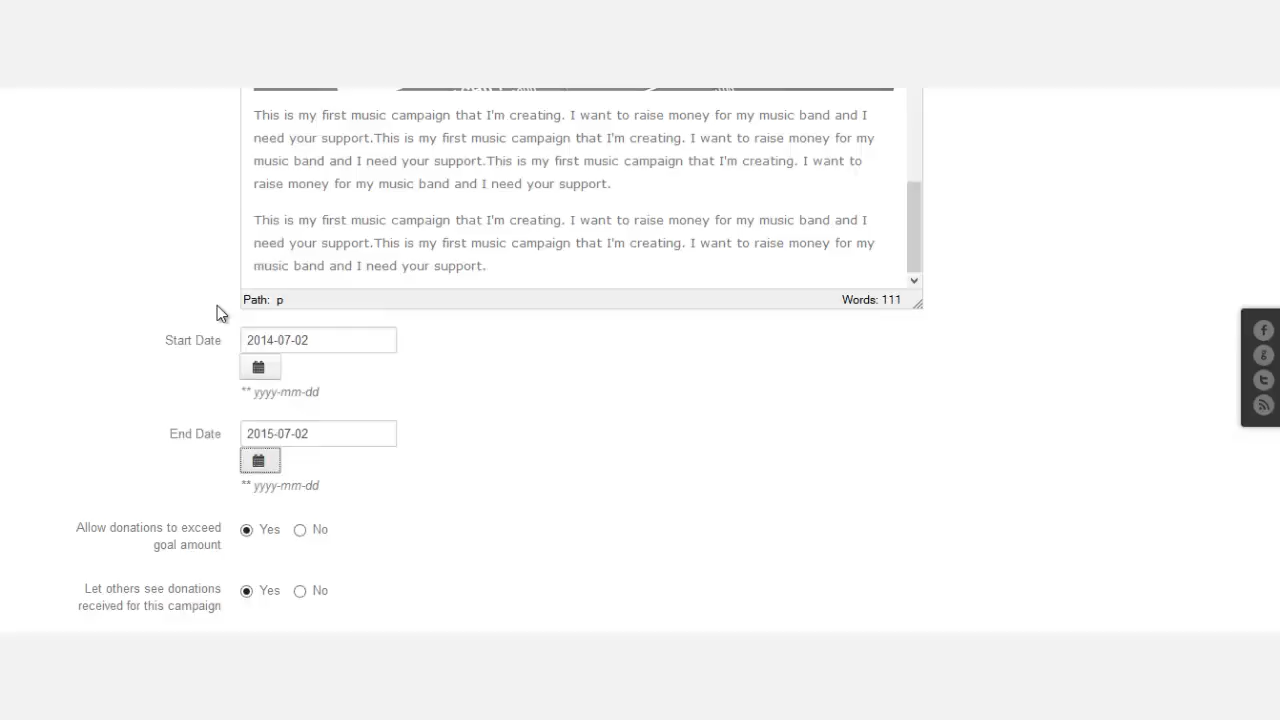 This is my first music campaign that I'm creating. I want to raise money for my music band and I
need your support.This is my first music campaign that I'm creating. I want to raise money for my
music band and I need your support.This is my first music campaign that I'm creating. I want to
raise money for my music band and I need your support.
This is my first music campaign that I'm creating. I want to raise money for my music band and I
need your support.This is my first music campaign that I'm creating. I want to raise money for my
music band and I need your support.
Path: p Words: 111
Start Date 2014-07-02
** yyyy-mm-dd
End Date 2015-07-02
** yyyy-mm-dd
Allow donations to exceed
goal amount
Yes No
Let others see donations
received for this campaign
Yes No